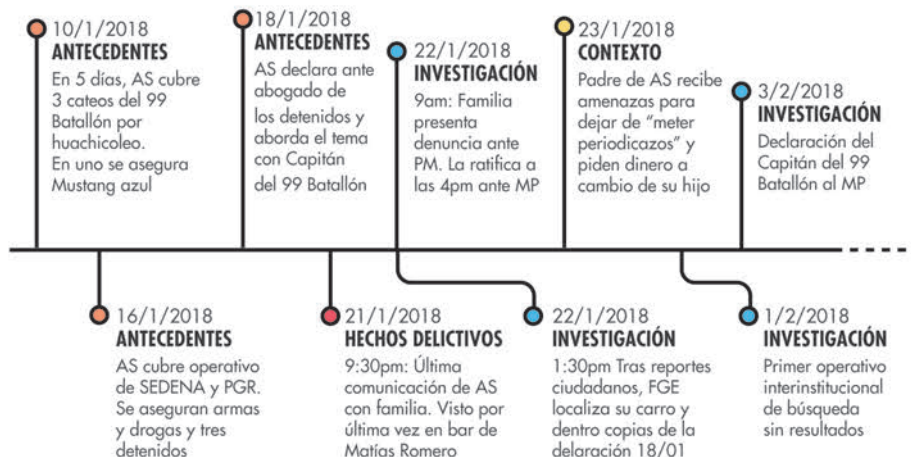 10/1/2018
ANTECEDENTES
En 5 días, AS cubre
3 cateos del 99
Batallón por
huachicoleo.
En uno se asegura
Mustang azul
18/1/2018
ANTECEDENTES
AS declara ante
abogado de
los detenidos y
aborda el tema
con Capitán
del 99 Batallón
22/1/2018
INVESTIGACIÓN
9am: Familia
presenta
denuncia ante
PM. La ratifica a
las 4pm ante MP
23/1/2018
CONTEXTO
Padre de AS recibe
amenazas para
dejar de “meter
periodicazos” y
piden dinero a
cambio de su hijo
3/2/2018
INVESTIGACIÓN
Declaración del
Capitán del 99
Batallón al MP
16/1/2018
ANTECEDENTES
AS cubre operativo
de SEDENA y PGR.
Se aseguran armas
y drogas y tres
detenidos
21/1/2018
HECHOS DELICTIVOS
9:30pm: Última
comunicación de AS
con familia. Visto por
última vez en bar de
Matías Romero
22/1/2018
INVESTIGACIÓN
1:30pm Tras reportes
ciudadanos, FGE
localiza su carro y
dentro copias de la
delaración 18/01
1/2/2018
INVESTIGACIÓN
Primer operativo
interinstitucional
de búsqueda
sin resultados